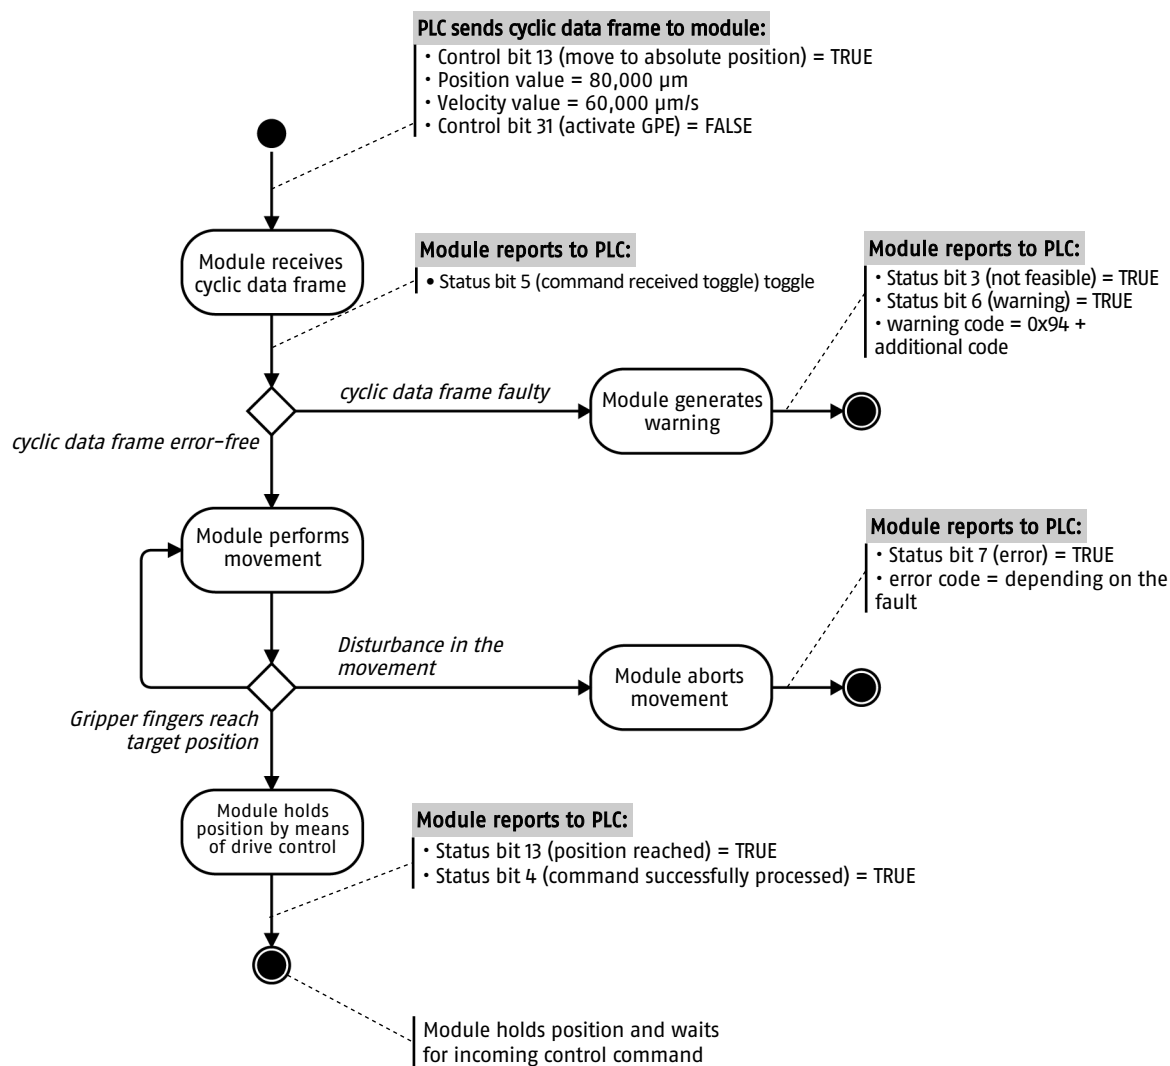 PLC sends cyclic data frame to module:
· Control bit 13 (move to absolute position) = TRUE
· Position value = 80,000 µm
· Velocity value = 60,000 µm/s
· Control bit 31 (activate GPE) = FALSE
Module receives
cyclic data frame
Module reports to PLC:
• Status bit 5 (command received toggle) toggle
Module reports to PLC:
· Status bit 3 (not feasible) = TRUE
· Status bit 6 (warning) = TRUE
· warning code = 0x94 +
additional code
cyclic data frame faulty
Module generates
warning
cyclic data frame error-free
Module performs
movement
Module reports to PLC:
· Status bit 7 (error) = TRUE
· error code = depending on the
fault
Disturbance in the
movement
Module aborts
movement
Gripper fingers reach
target position
Module holds
position by means
of drive control
Module reports to PLC:
· Status bit 13 (position reached) = TRUE
· Status bit 4 (command successfully processed) = TRUE
Module holds position and waits
for incoming control command